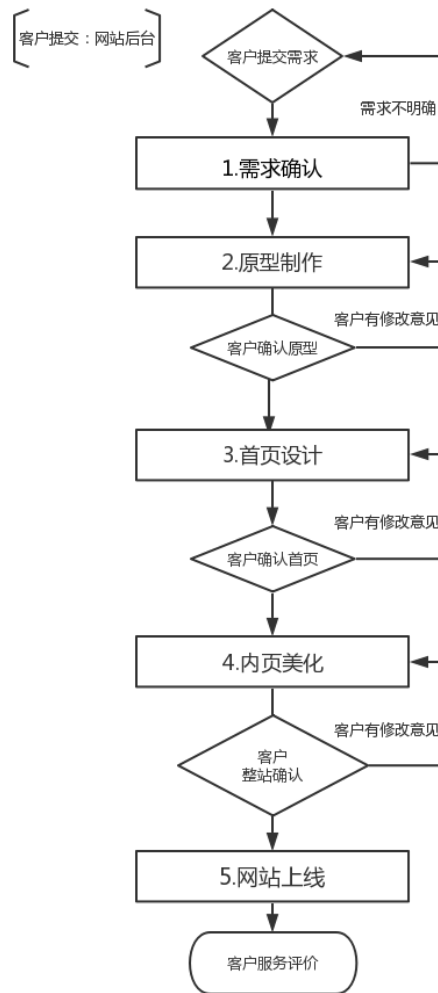 客户提交：网站后台
客户提交需求
需求不明确
1.需求确认
2.原型制作
客户有修改意见
客户确认原型
3.首页设计
客户有修改意见
客户确认首页
4.内页美化
客户有修改意见
客户
整站确认
5.网站上线
客户服务评价